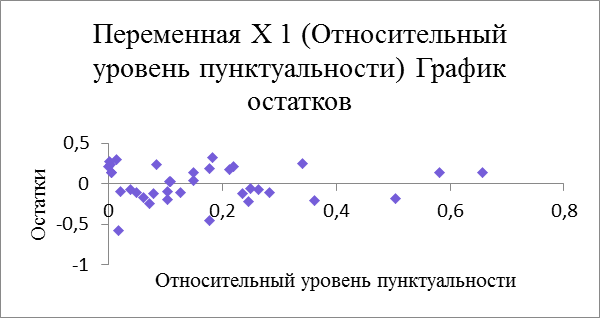 Переменная X 1 (Относительный
уровень пунктуальности) График
остатков
0,5
0
-0,5
-1
0
0,2
0,4
0,6
0,8
Остатки
Относительный уровень пунктуальности